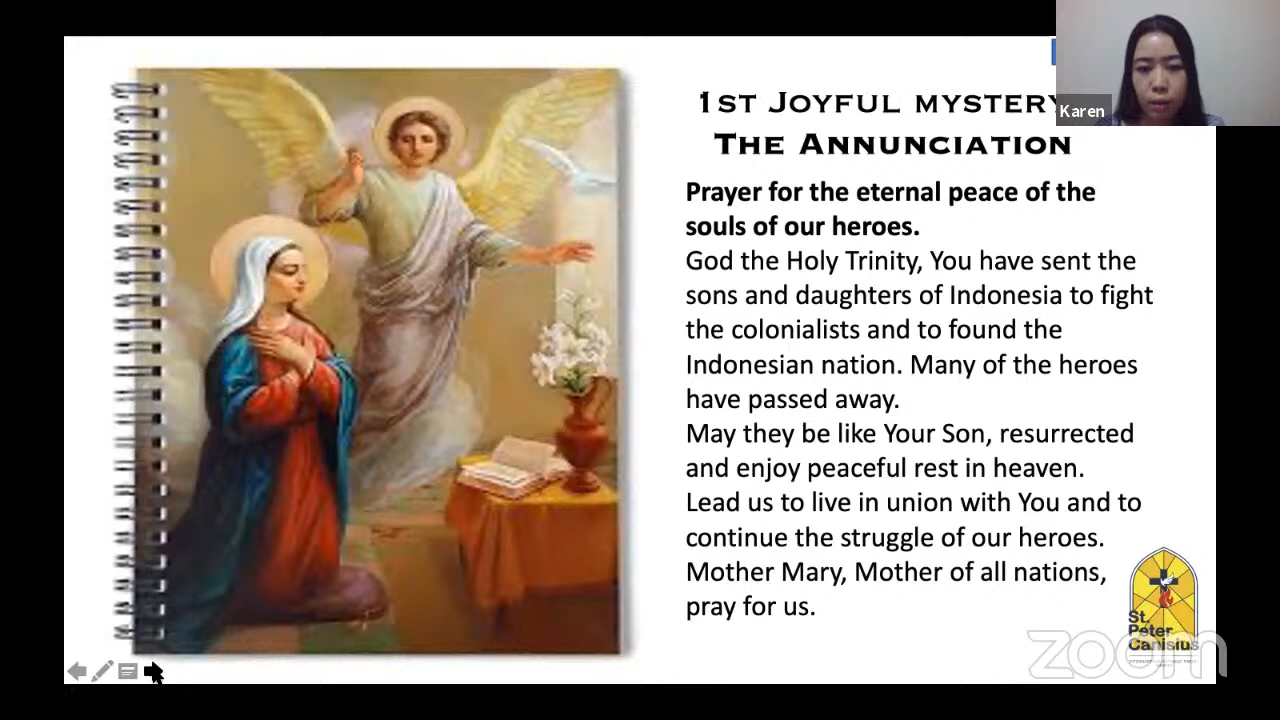 1ST JOYFUL MYSTERY
THE ANNUNCIATION
Karen
Prayer for the eternal peace of the
souls of our heroes.
God the Holy Trinity, You have sent the
sons and daughters of Indonesia to fight
the colonialists and to found the
Indonesian nation. Many of the heroes
have passed away.
May they be like Your Son, resurrected
and enjoy peaceful rest in heaven.
Lead us to live in union with You and to
continue the struggle of our heroes.
Mother Mary, Mother of all nations,
pray for us.
St.
Peter
Canisius
zoom